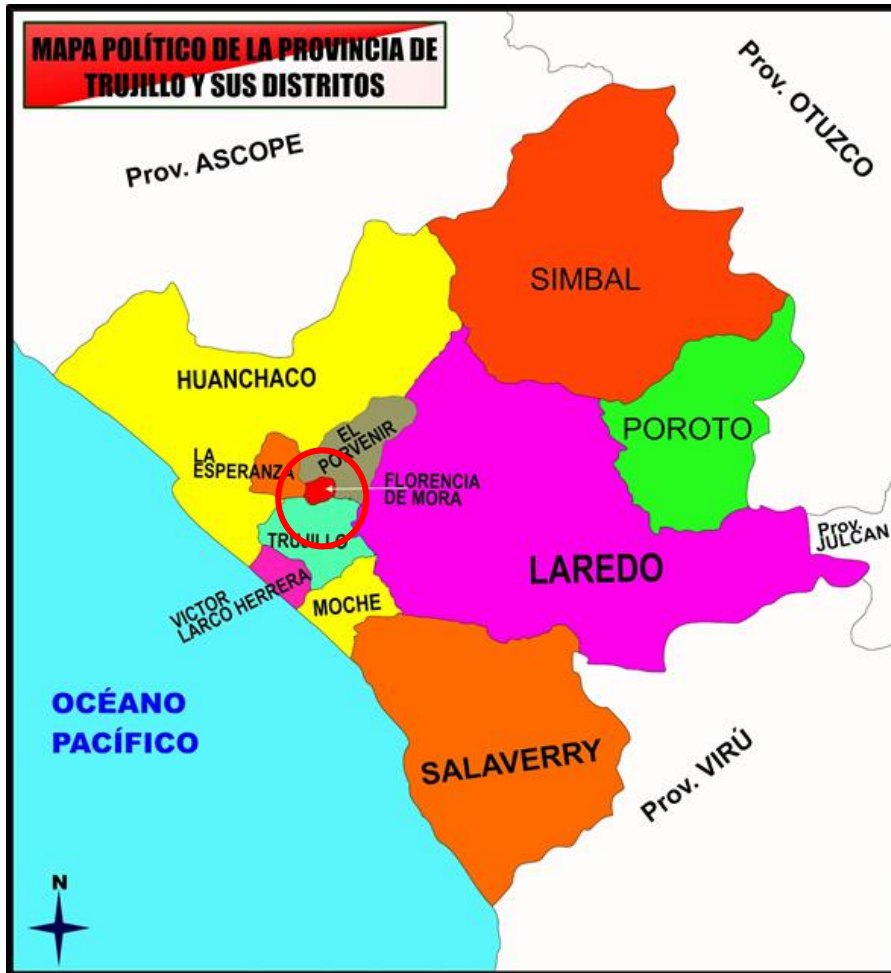 MAPA POLÍTICO DE LA PROVINCIA DE
TRUJILLO Y SUS DISTRITOS
Prov. OTUZCO
Prov. ASCOPE
SIMBAL
HUANCHACO
POROTO
EL
PORVENIR
LA
ESPERANZA
FLORENCIA
DE MORA
Prov.
JULCAN
TRUJILLO
LAREDO
VICTOR
LARCO HERRERA
MOCHE
OCÉANO
PACÍFICO
SALAVERRY
Prov. VIRÚ
N